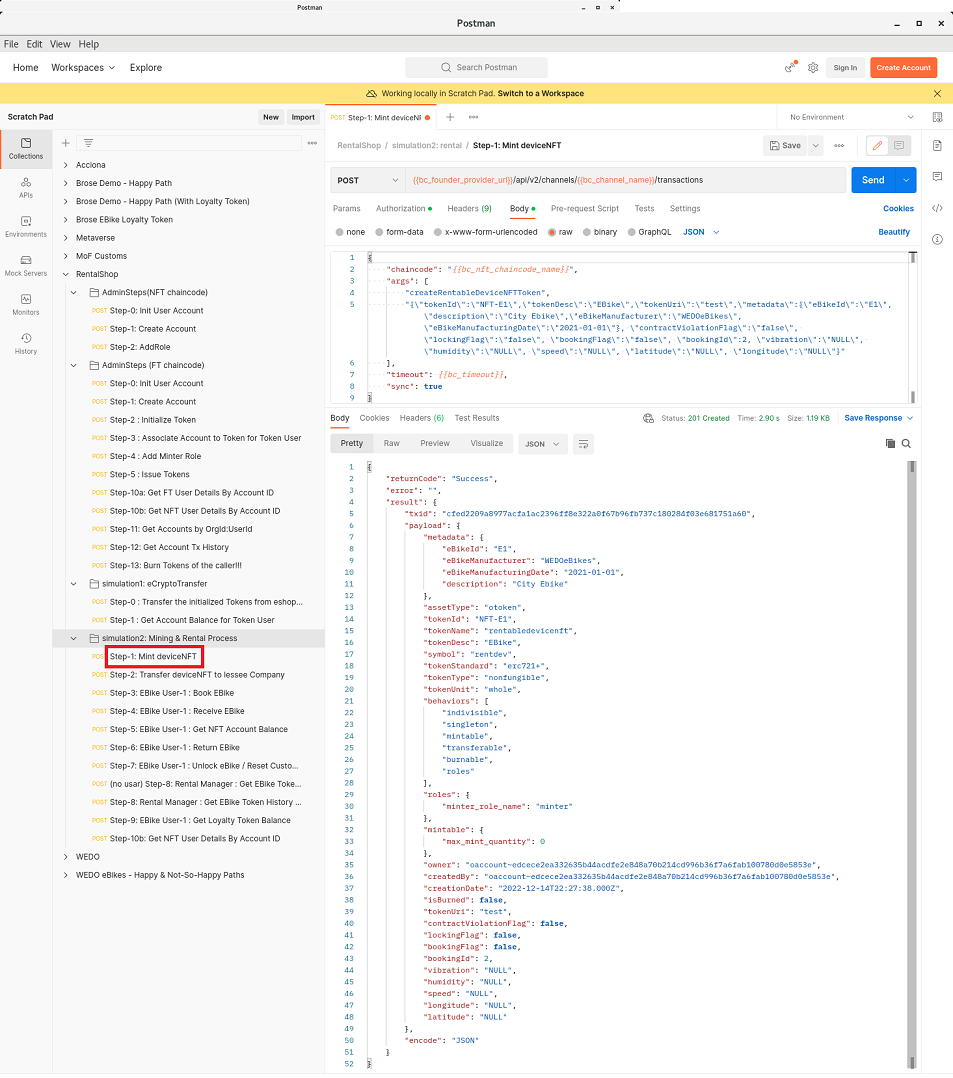 Postman
Postman
File Edit View Help
Home Workspaces Explore
Search Postman
Sign In Create Account
Working locally in Scratch Pad. Switch to a Workspace
Scratch Pad
New Import
Collections
APIs
Environments
Mock Servers
Monitors
History
Acciona
Brose Demo - Happy Path
Brose Demo - Happy Path (With Loyalty Token)
Brose EBike Loyalty Token
Metaverse
MoF Customs
RentalShop
AdminSteps(NFT chaincode)
POST Step-0: Init User Account
POST Step-1: Create Account
POST Step-2: AddRole
AdminSteps (FT chaincode)
POST Step-0: Init User Account
POST Step-1: Create Account
POST Step-2 : Initialize Token
POST Step-3 : Associate Account to Token for Token User
POST Step-4 : Add Minter Role
POST Step-5 : Issue Tokens
POST Step-10a: Get FT User Details By Account ID
POST Step-10b: Get NFT User Details By Account ID
POST Step-11: Get Accounts by OrgId:UserId
POST Step-12: Get Account Tx History
POST Step-13: Burn Tokens of the caller!!!
simulation1: eCryptoTransfer
POST Step-0 : Transfer the initialized Tokens from eshop...
POST Step-1 : Get Account Balance for Token User
simulation2: Mining & Rental Process
POST Step-1: Mint deviceNFT
POST Step-2: Transfer deviceNFT to lessee Company
POST Step-3: EBike User-1 : Book EBike
POST Step-4: EBike User-1 : Receive EBike
POST Step-5: EBike User-1 : Get NFT Account Balance
POST Step-6: EBike User-1 : Return EBike
POST Step-7: EBike User-1 : Unlock eBike / Reset Custo...
POST (no usar) Step-8: Rental Manager : Get EBike Toke...
POST Step-8: Rental Manager : Get EBike Token History ...
POST Step-9: EBike User-1 : Get Loyalty Token Balance
POST Step-10b: Get NFT User Details By Account ID
WEDO
WEDO eBikes - Happy & Not-So-Happy Paths
POST Step-1: Mint deviceNF
No Environment
RentalShop / simulation2: rental / Step-1: Mint deviceNFT
Save
POST {{bc_founder_provider_url}}/api/v2/channels/{{bc_channel_name}}/transactions
Send
Params Authorization Headers (9) Body Pre-request Script Tests Settings Cookies
none form-data x-www-form-urlencoded raw binary GraphQL JSON Beautify
1 {
2 "chaincode": "{{bc_nft_chaincode_name}}",
3 "args": [
4 "createRentableDeviceNFTToken",
5 "{\"tokenId\":\"NFT-E1\",\"tokenDesc\":\"EBike\",\"tokenUri\":\"test\",\"metadata\":{\"eBikeId\":\"E1\",
\"description\":\"City Ebike\",\"eBikeManufacturer\":\"WEDOeBikes\",
\"eBikeManufacturingDate\":\"2021-01-01\"}, \"contractViolationFlag\":\"false\",
\"lockingFlag\":\"false\", \"bookingFlag\":\"false\", \"bookingId\":2, \"vibration\":\"NULL\",
\"humidity\":\"NULL\", \"speed\":\"NULL\", \"latitude\":\"NULL\", \"longitude\":\"NULL\"}"
6 ],
7 "timeout": {{bc_timeout}},
8 "sync": true
9 }
Body Cookies Headers (6) Test Results
Status: 201 Created Time: 2.90 s Size: 1.19 KB Save Response
Pretty Raw Preview Visualize JSON
1 {
2 "returnCode": "Success",
3 "error": "",
4 "result": {
5 "txid": "cfed2209a8977acfa1ac2396ff8e322a0f67b96fb737c180284f03e681751a60",
6 "payload": {
7 "metadata": {
8 "eBikeId": "E1",
9 "eBikeManufacturer": "WEDOeBikes",
10 "eBikeManufacturingDate": "2021-01-01",
11 "description": "City Ebike"
12 },
13 "assetType": "otoken",
14 "tokenId": "NFT-E1",
15 "tokenName": "rentabledevicenft",
16 "tokenDesc": "EBike",
17 "symbol": "rentdev",
18 "tokenStandard": "erc721+",
19 "tokenType": "nonfungible",
20 "tokenUnit": "whole",
21 "behaviors": [
22 "indivisible",
23 "singleton",
24 "mintable",
25 "transferable",
26 "burnable",
27 "roles"
28 ],
29 "roles": {
30 "minter_role_name": "minter"
31 },
32 "mintable": {
33 "max_mint_quantity": 0
34 },
35 "owner": "oaccount~edcece2ea332635b44acdfe2e848a70b214cd996b36f7a6fab100780d0e5853e",
36 "createdBy": "oaccount~edcece2ea332635b44acdfe2e848a70b214cd996b36f7a6fab100780d0e5853e",
37 "creationDate": "2022-12-14T22:27:38.000Z",
38 "isBurned": false,
39 "tokenUri": "test",
40 "contractViolationFlag": false,
41 "lockingFlag": false,
42 "bookingFlag": false,
43 "bookingId": 2,
44 "vibration": "NULL",
45 "humidity": "NULL",
46 "speed": "NULL",
47 "longitude": "NULL",
48 "latitude": "NULL"
49 },
50 "encode": "JSON"
51 }
52 }